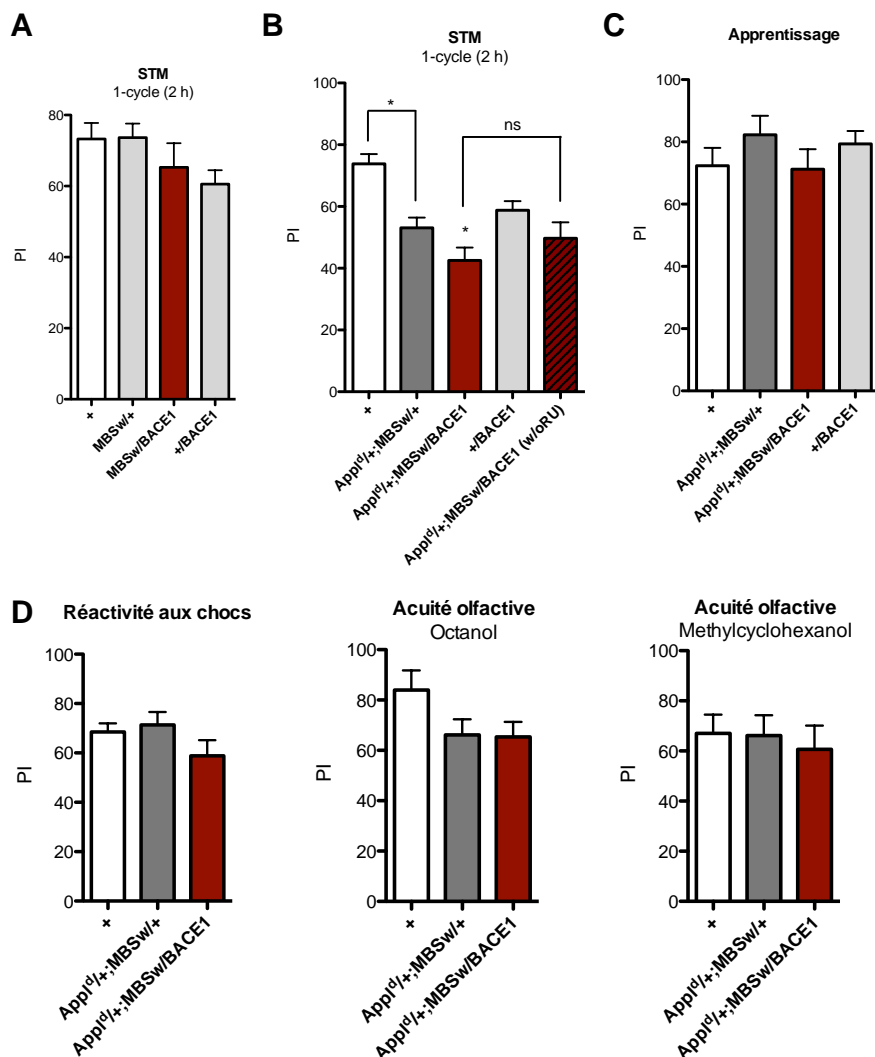 A
STM
1-cycle (2 h)
PI
80
60
40
20
0
+
MBSw/+
MBSw/BACE1
+/BACE1
B
STM
1-cycle (2 h)
PI
100
80
60
40
20
0
*
*
ns
+
Appl^d/+;MBSw/+
Appl^d/+;MBSw/BACE1
+/BACE1
Appl^d/+;MBSw/BACE1 (w/oRU)
C
Apprentissage
PI
100
80
60
40
20
0
+
Appl^d/+;MBSw/+
Appl^d/+;MBSw/BACE1
+/BACE1
D
Réactivité aux chocs
PI
100
80
60
40
20
0
+
Appl^d/+;MBSw/+
Appl^d/+;MBSw/BACE1
Acuité olfactive
Octanol
PI
100
80
60
40
20
0
+
Appl^d/+;MBSw/+
Appl^d/+;MBSw/BACE1
Acuité olfactive
Methylcyclohexanol
PI
100
80
60
40
20
0
+
Appl^d/+;MBSw/+
Appl^d/+;MBSw/BACE1